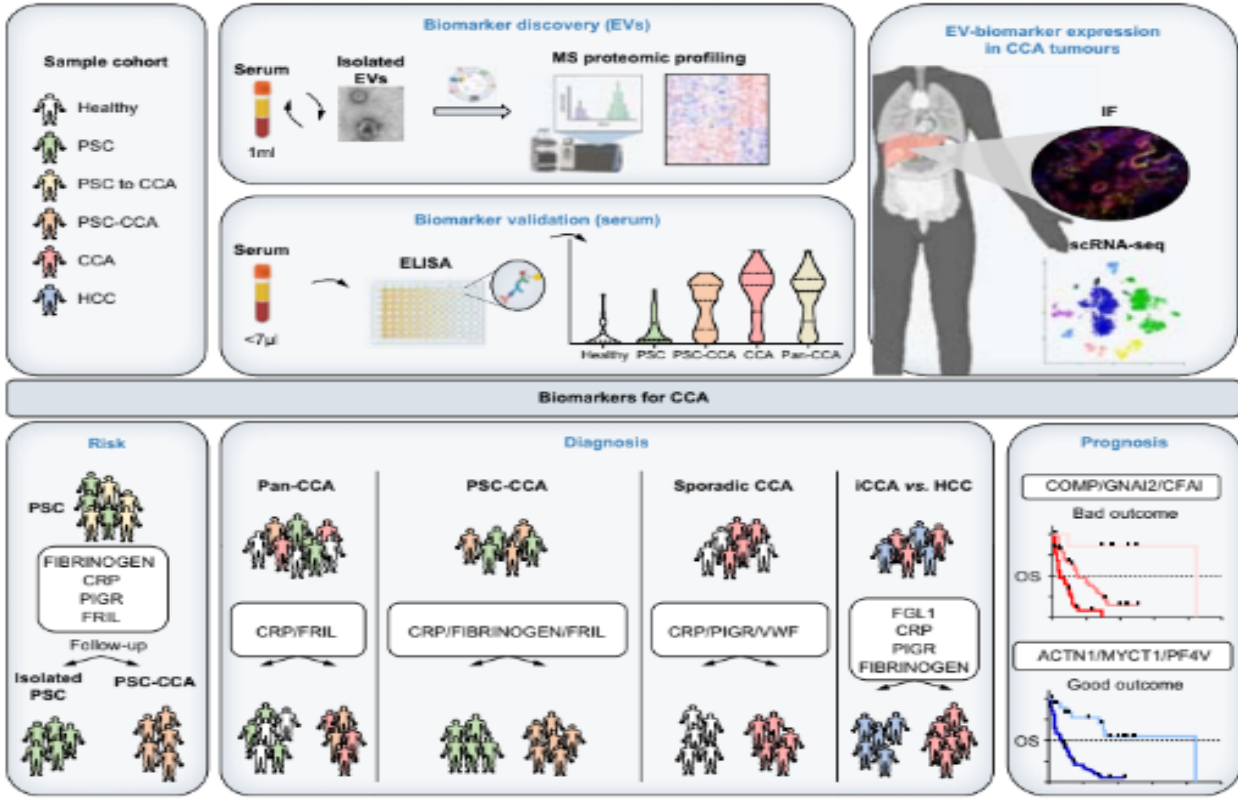 Sample cohort
Healthy
PSC
PSC to CCA
PSC-CCA
CCA
HCC
Biomarker discovery (EVs)
Serum
1ml
Isolated
EVs
MS proteomic profiling
Biomarker validation (serum)
Serum
<7µl
ELISA
Healthy
PSC
PSC-CCA
CCA
Pan-CCA
EV-biomarker expression
in CCA tumours
IF
scRNA-seq
Biomarkers for CCA
Risk
PSC
FIBRINOGEN
CRP
PIGR
FRIL
Follow-up
Isolated
PSC
PSC-CCA
Diagnosis
Pan-CCA
CRP/FRIL
PSC-CCA
CRP/FIBRINOGEN/FRIL
Sporadic CCA
CRP/PIGR/VWF
iCCA vs. HCC
FGL1
CRP
PIGR
FIBRINOGEN
Prognosis
COMP/GNAI2/CFAI
Bad outcome
OS
ACTN1/MYCT1/PF4V
Good outcome
OS